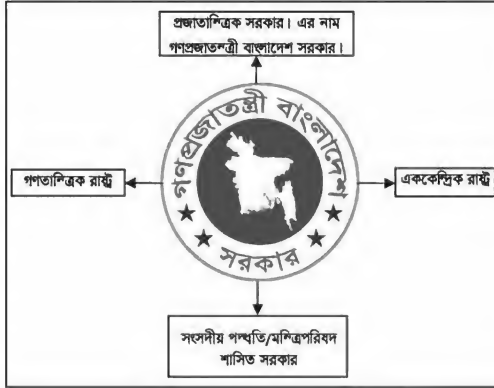 প্রজাতান্ত্রিক সরকার। এর নাম
গণপ্রজাতন্ত্রী বাংলাদেশ সরকার।
গণপ্রজাতন্ত্রী বাংলাদেশ
সরকার
গণতান্ত্রিক রাষ্ট্র
এককেন্দ্রিক রাষ্ট্র
সংসদীয় পদ্ধতি/মন্ত্রিপরিষদ
শাসিত সরকার